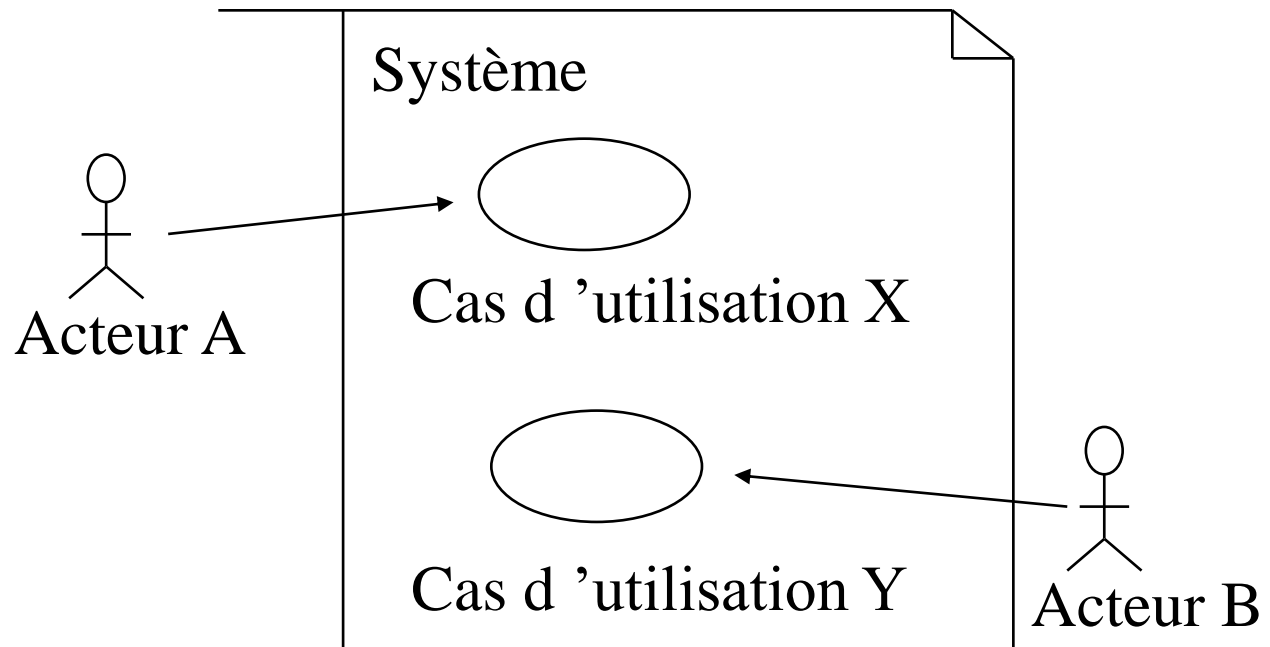 Système
Cas d ’utilisation X
Acteur A
Cas d ’utilisation Y
Acteur B